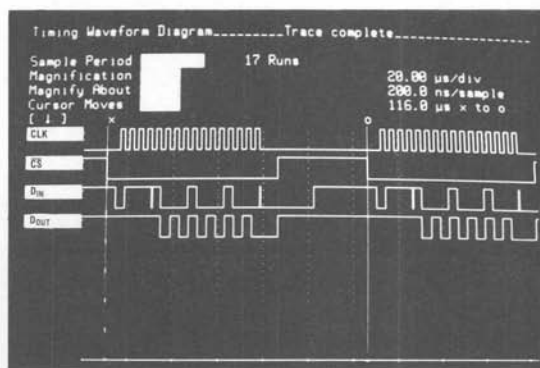 Timing Waveform Diagram________Trace complete________________
Sample Period 17 Runs
Magnification 20.00 µs/div
Magnify About 200.0 ns/sample
Cursor Moves 116.0 µs x to o
[ ↓ ] x o
CLK
CS
DIN
DOUT